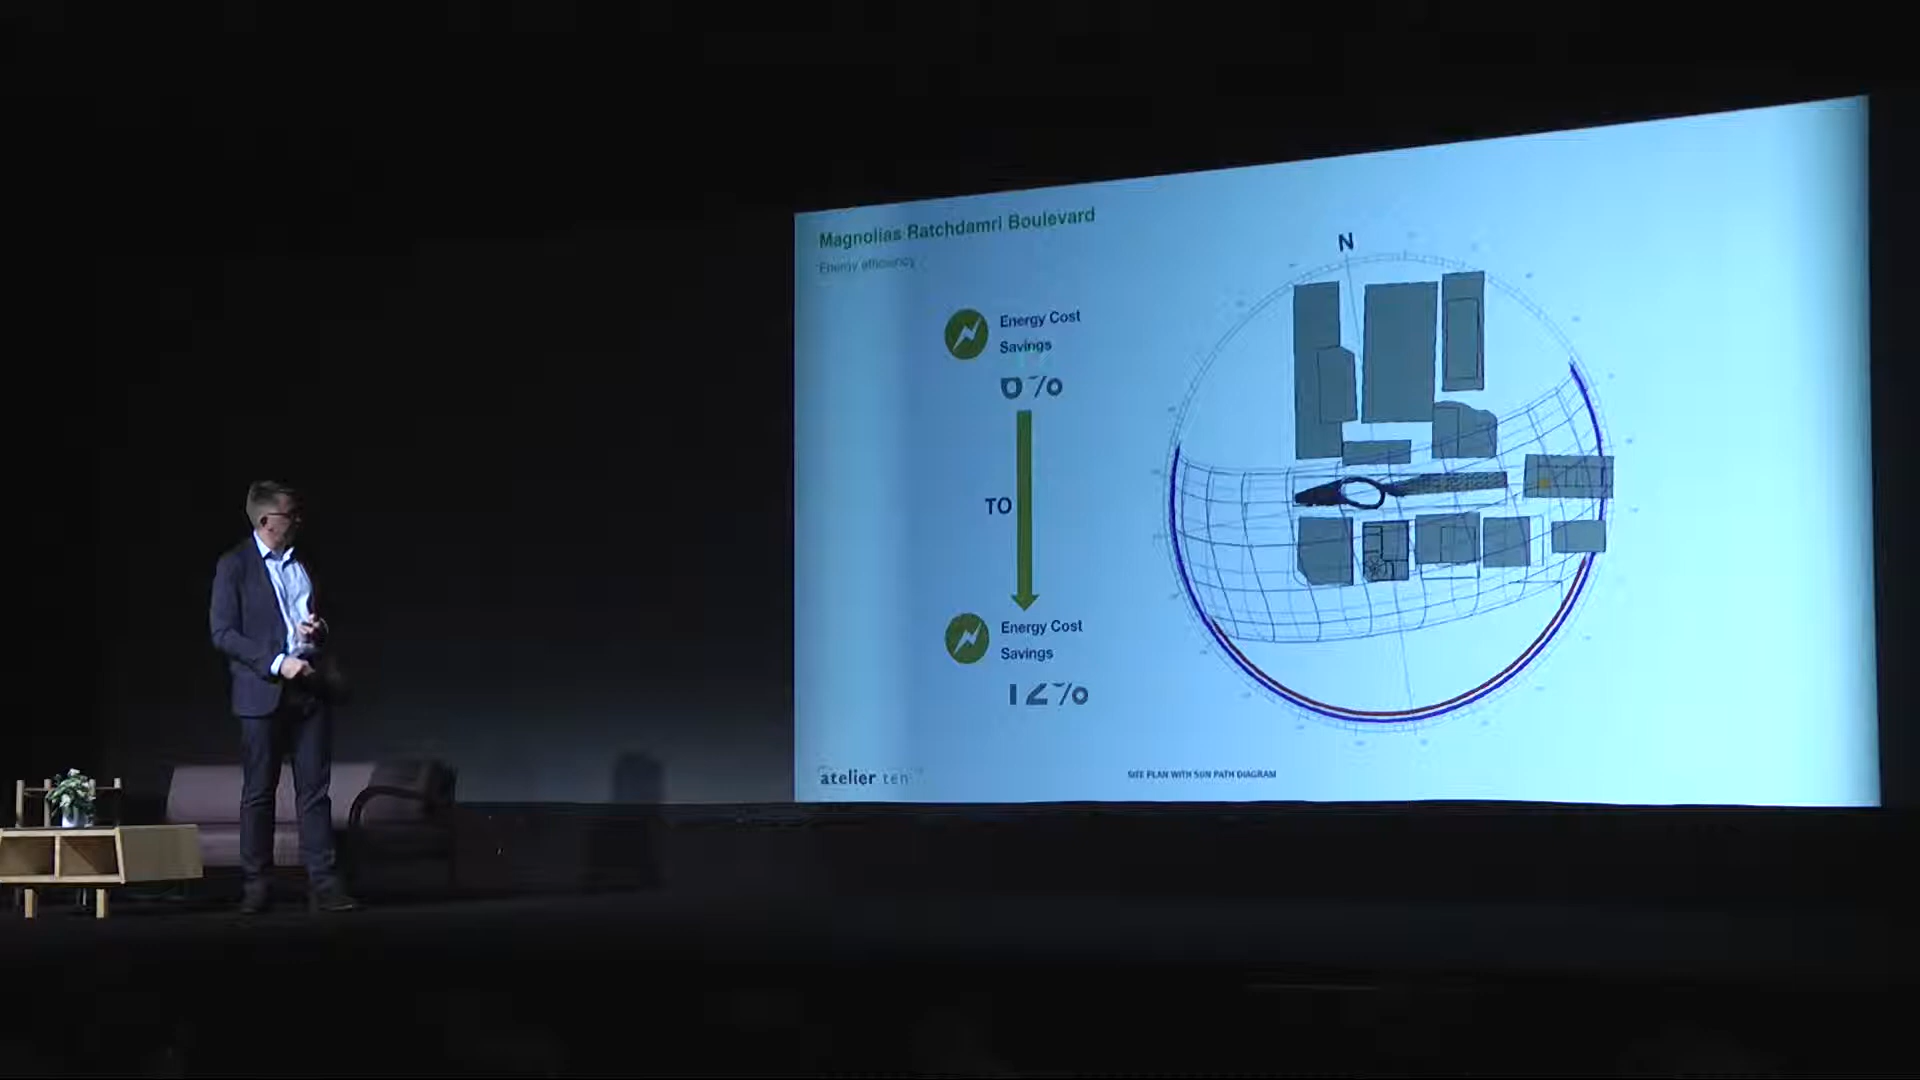 Magnolias Ratchdamri Boulevard
Energy efficiency
N
Energy Cost
Savings
TO
Energy Cost
Savings
12%
atelier ten
SITE PLAN WITH SUN PATH DIAGRAM